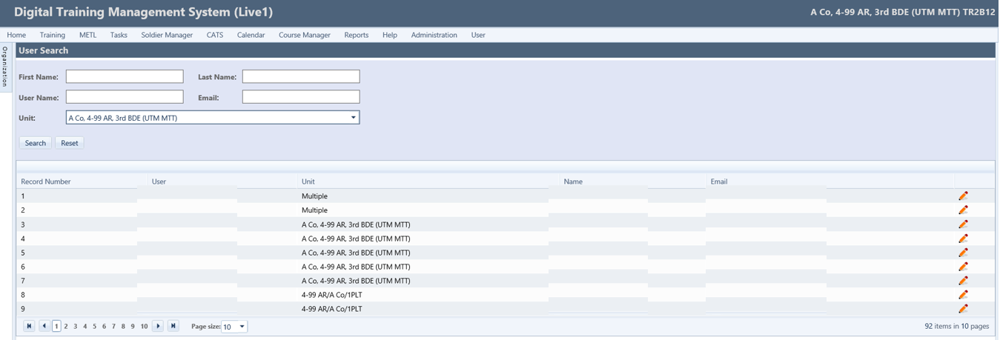 Digital Training Management System (Live1)
A Co, 4-99 AR, 3rd BDE (UTM MTT) TR2B12
Home Training METL Tasks Soldier Manager CATS Calendar Course Manager Reports Help Administration User
Organization
User Search
First Name: Last Name:
User Name: Email:
Unit: A Co, 4-99 AR, 3rd BDE (UTM MTT)
Search Reset
Record Number User Unit Name Email
1 Multiple
2 Multiple
3 A Co, 4-99 AR, 3rd BDE (UTM MTT)
4 A Co, 4-99 AR, 3rd BDE (UTM MTT)
5 A Co, 4-99 AR, 3rd BDE (UTM MTT)
6 A Co, 4-99 AR, 3rd BDE (UTM MTT)
7 A Co, 4-99 AR, 3rd BDE (UTM MTT)
8 4-99 AR/A Co/1PLT
9 4-99 AR/A Co/1PLT
1 2 3 4 5 6 7 8 9 10 Page size: 10 92 items in 10 pages